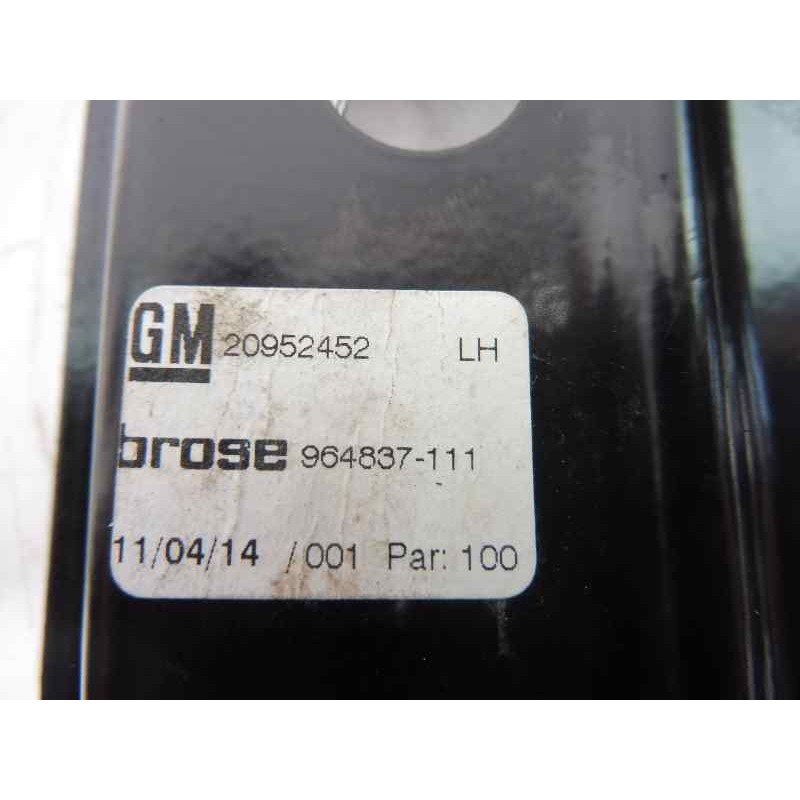 GM 20952452 LH
brose 964837-111
11/04/14 /001 Par: 100